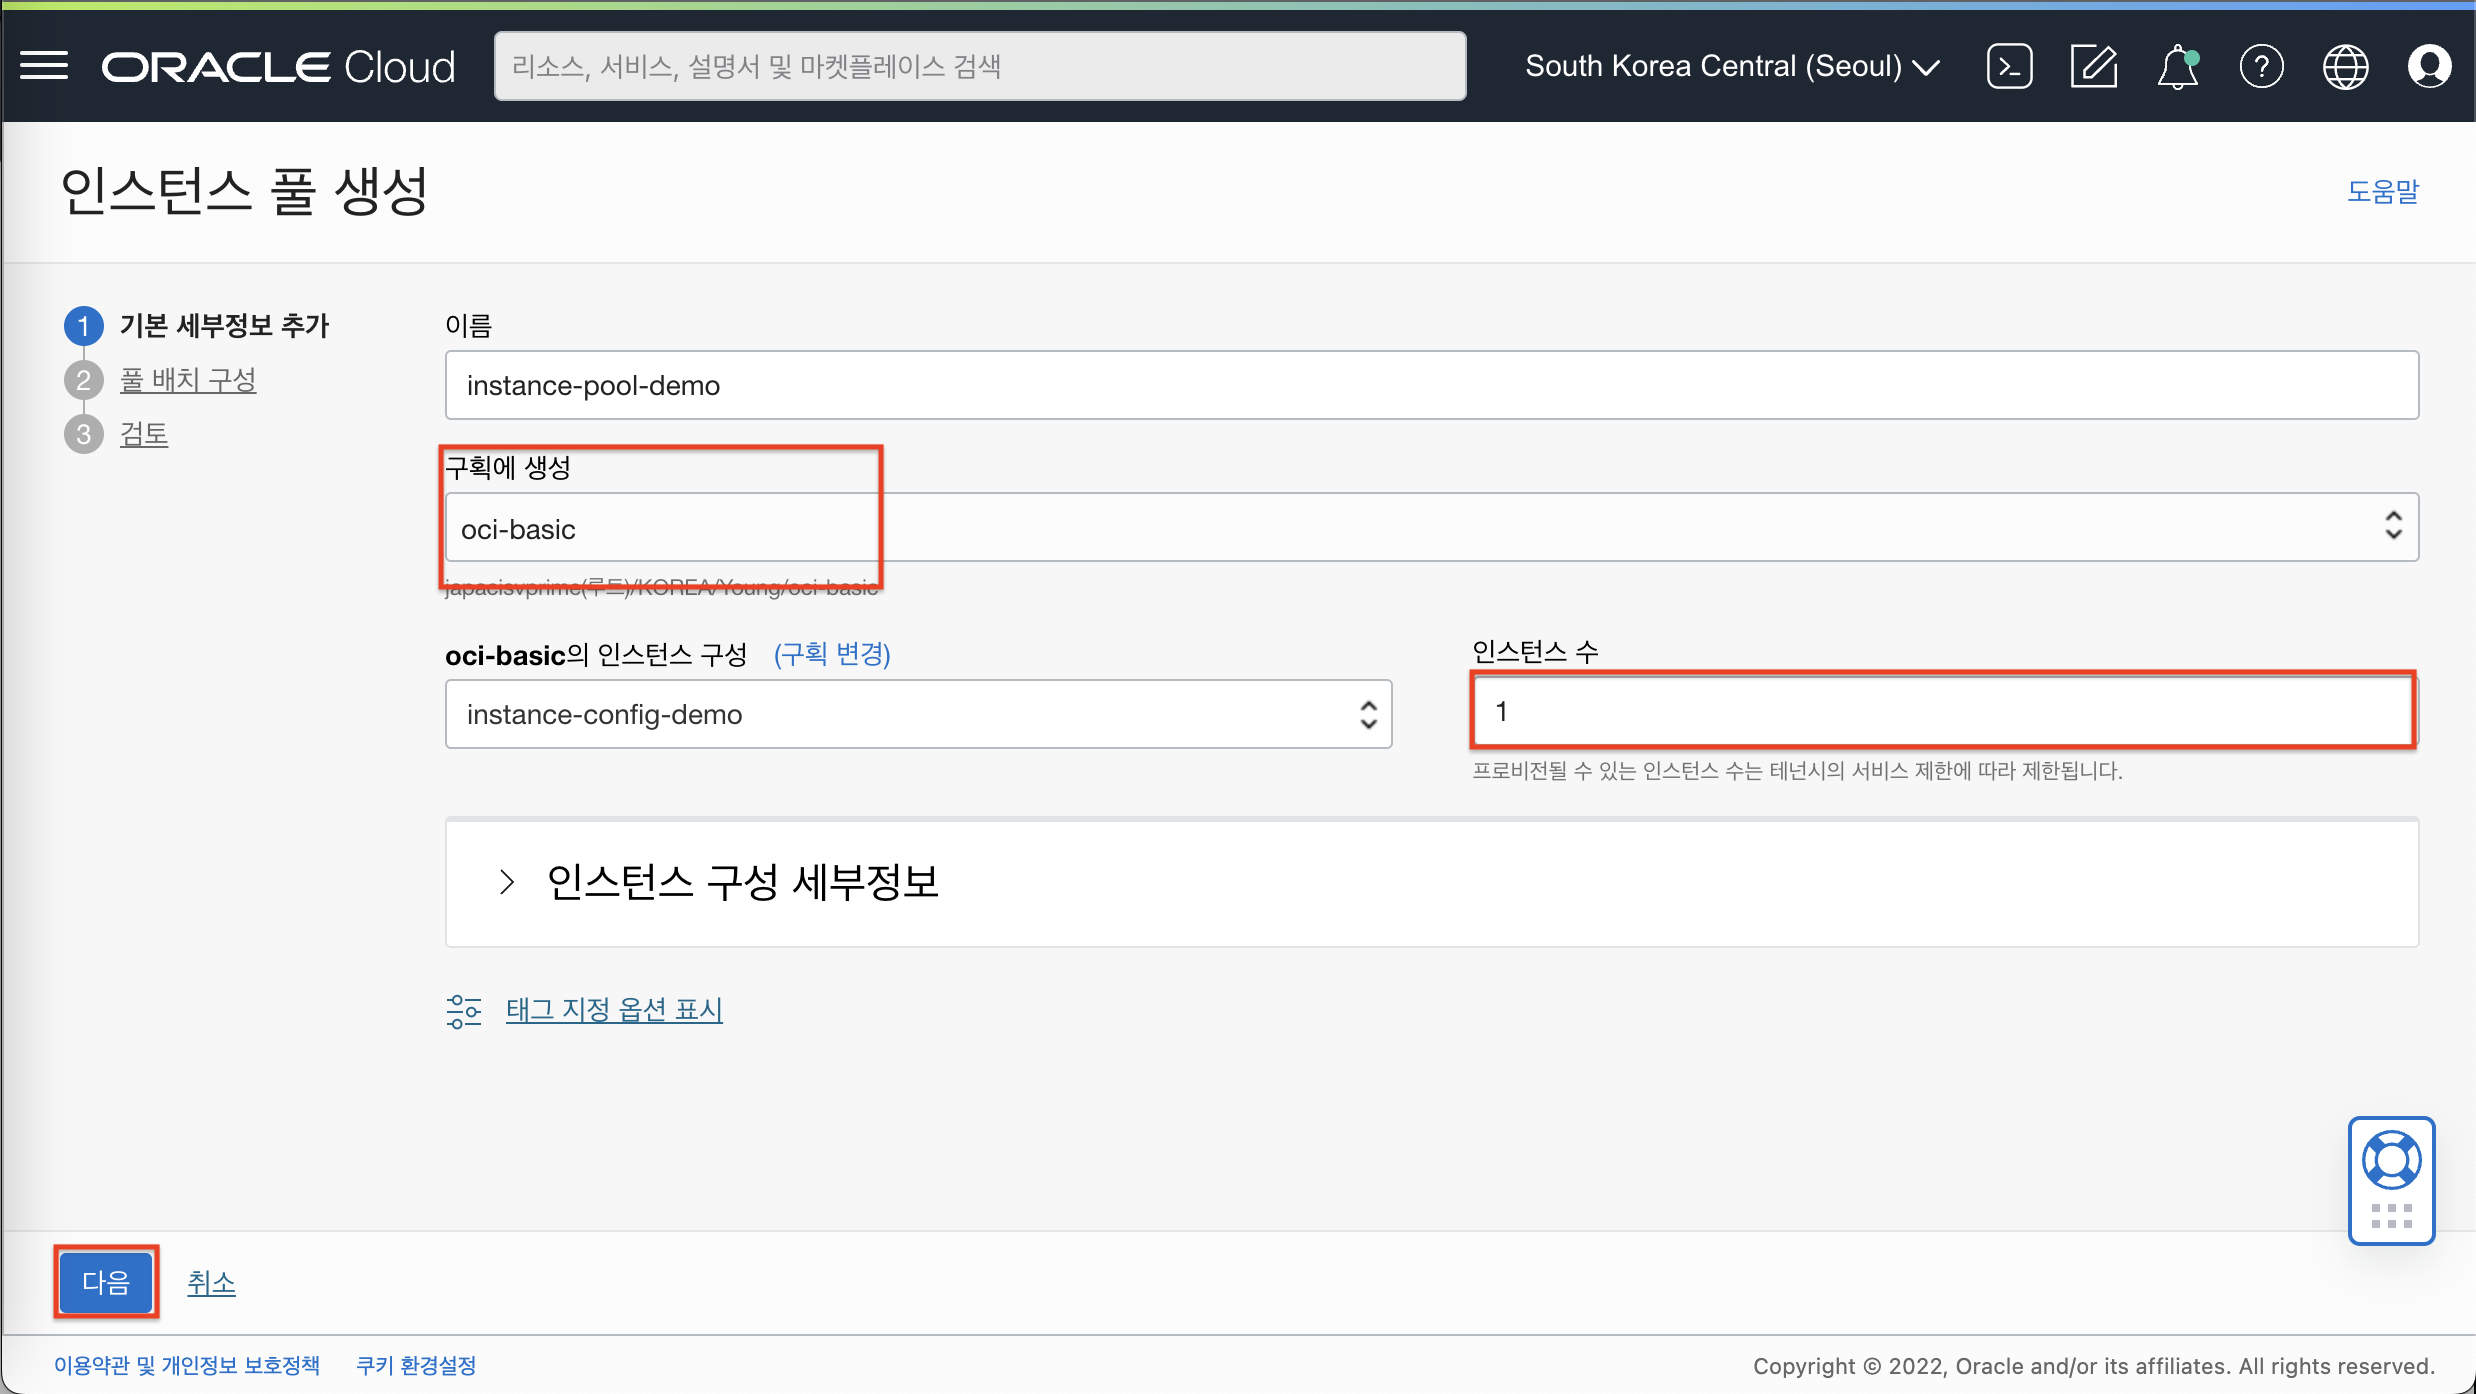 ORACLE Cloud
리소스, 서비스, 설명서 및 마켓플레이스 검색
South Korea Central (Seoul)
인스턴스 풀 생성
도움말
1 기본 세부정보 추가
2 풀 배치 구성
3 검토
이름
instance-pool-demo
구획에 생성
oci-basic
japacisvprime(루트)/KOREA/Young/oci-basic
oci-basic의 인스턴스 구성 (구획 변경)
instance-config-demo
인스턴스 수
1
프로비전될 수 있는 인스턴스 수는 테넌시의 서비스 제한에 따라 제한됩니다.
인스턴스 구성 세부정보
태그 지정 옵션 표시
다음
취소
이용약관 및 개인정보 보호정책
쿠키 환경설정
Copyright © 2022, Oracle and/or its affiliates. All rights reserved.